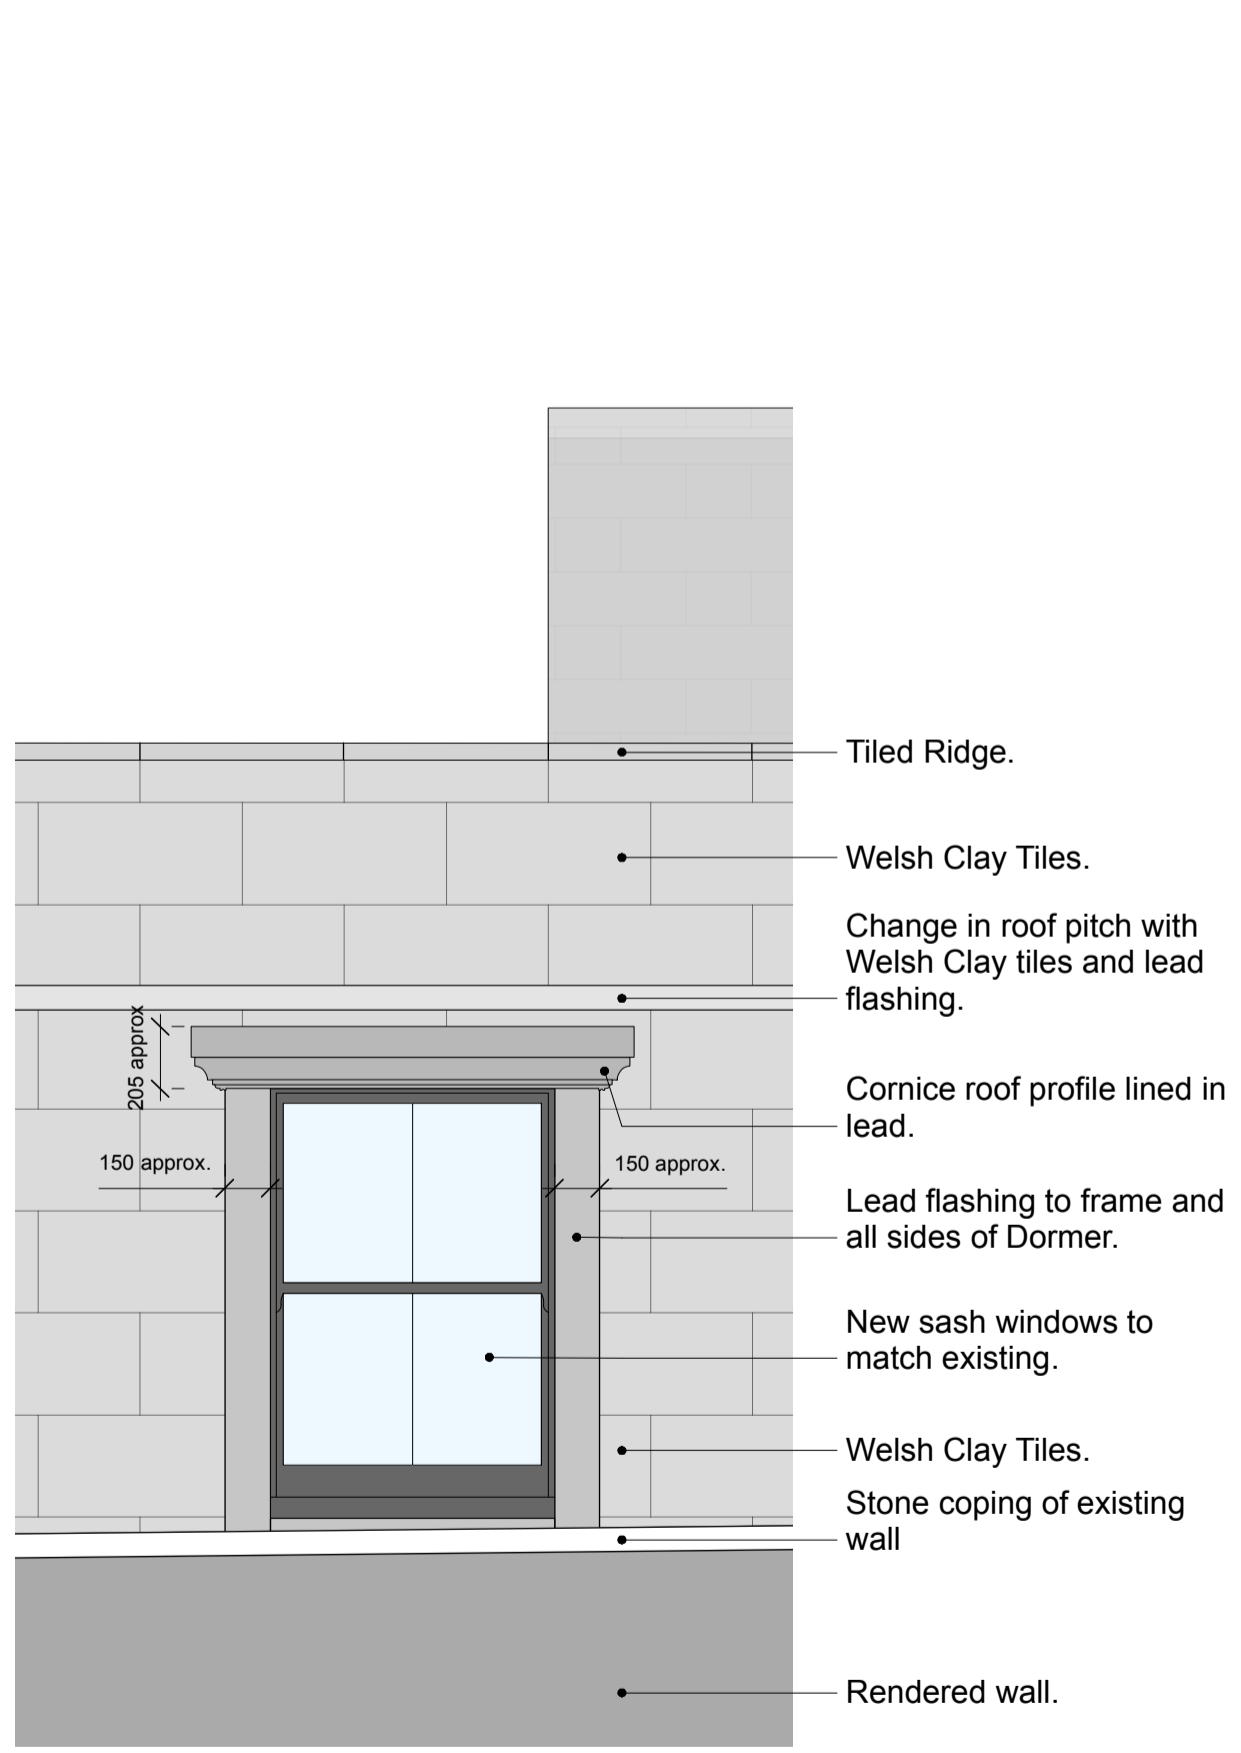 Tiled Ridge.
Welsh Clay Tiles.
Change in roof pitch with
Welsh Clay tiles and lead
flashing.
205 approx
Cornice roof profile lined in
lead.
150 approx.
150 approx.
Lead flashing to frame and
all sides of Dormer.
New sash windows to
match existing.
Welsh Clay Tiles.
Stone coping of existing
wall
Rendered wall.